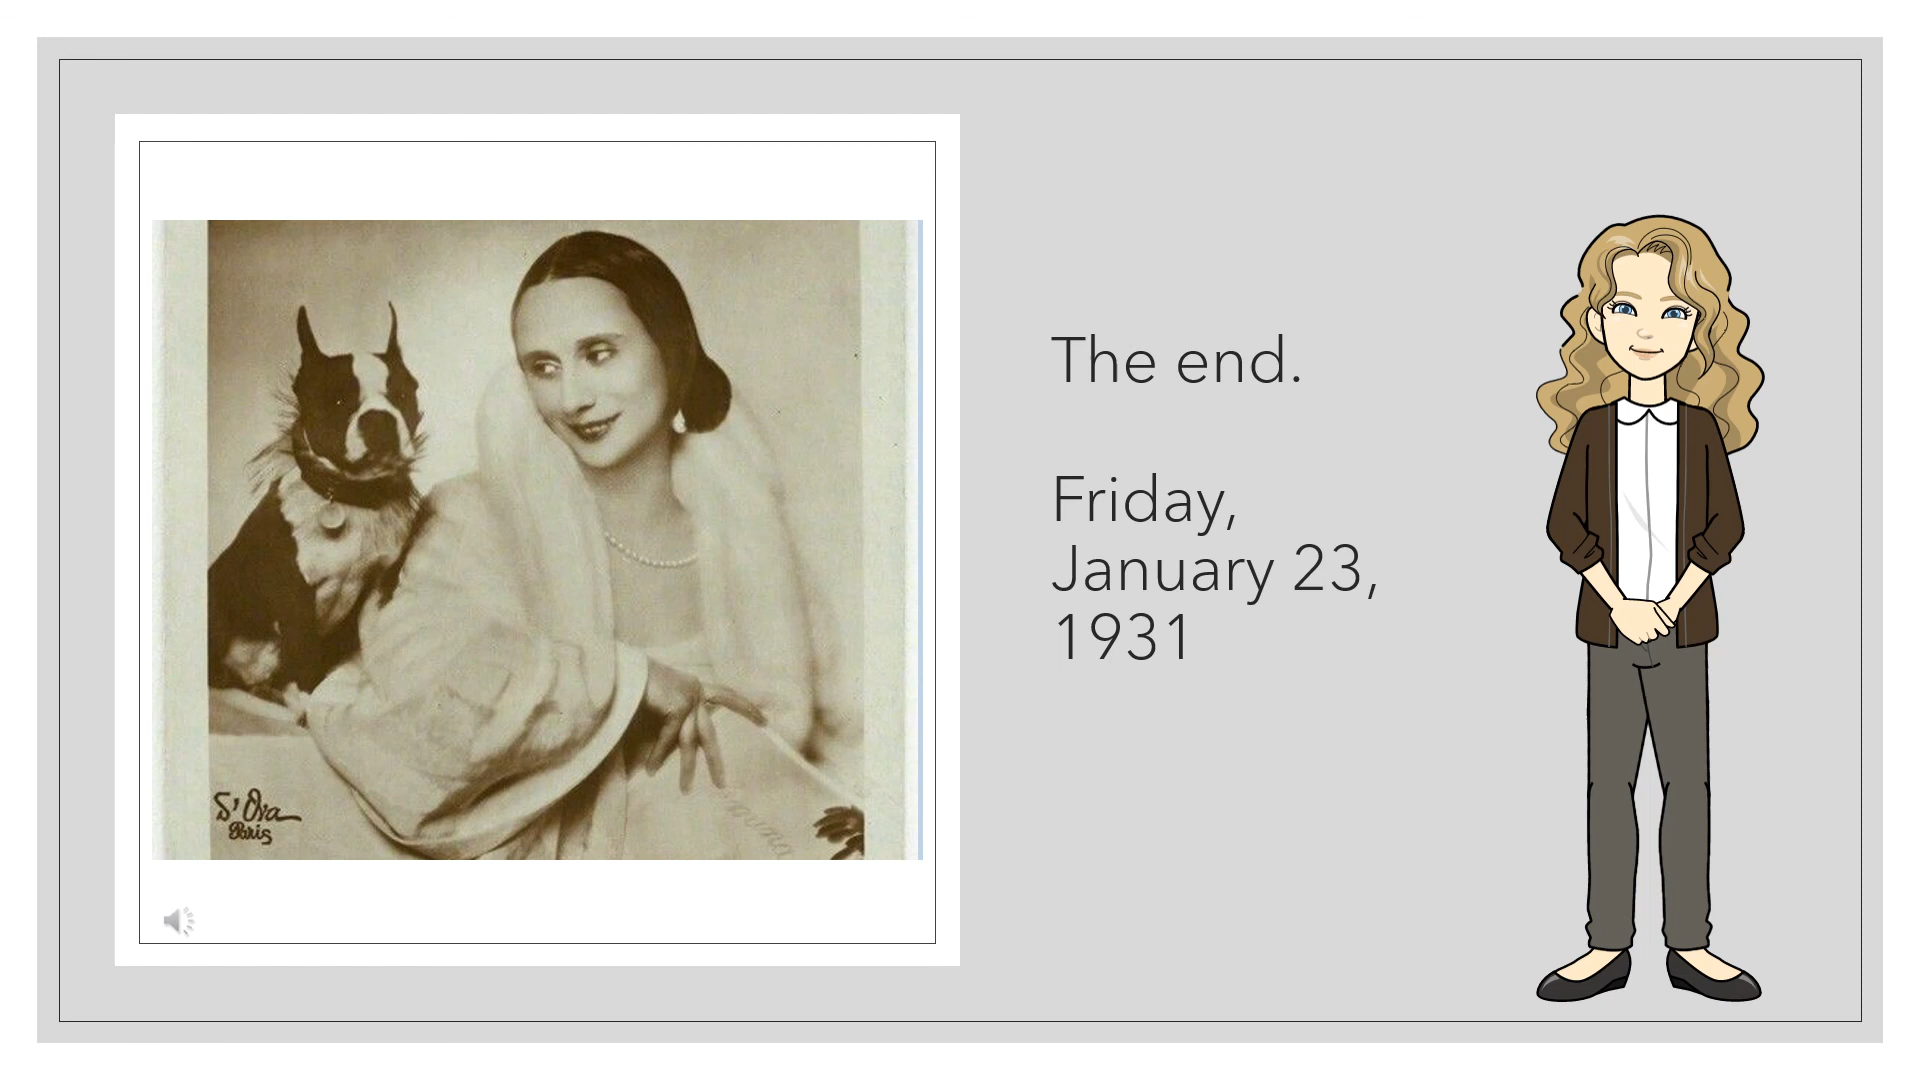 The end.
Friday,
January 23,
1931
S' Ora
Paris